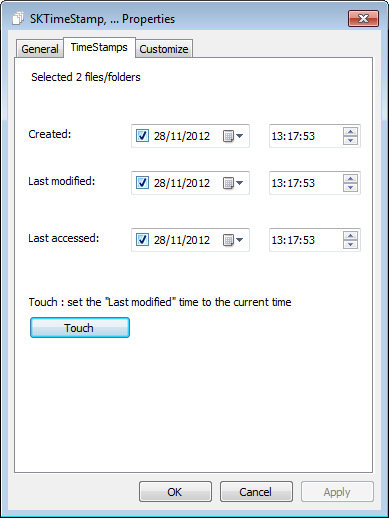 SKTimeStamp, ... Properties
General TimeStamps Customize
Selected 2 files/folders
Created: 28/11/2012 13:17:53
Last modified: 28/11/2012 13:17:53
Last accessed: 28/11/2012 13:17:53
Touch : set the "Last modified" time to the current time
Touch
OK Cancel Apply